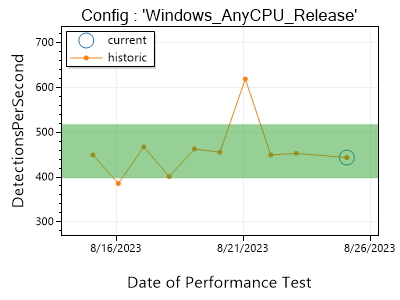 Config : 'Windows_AnyCPU_Release'
current
historic
DetectionsPerSecond
700
600
500
400
300
8/16/2023
8/21/2023
8/26/2023
Date of Performance Test